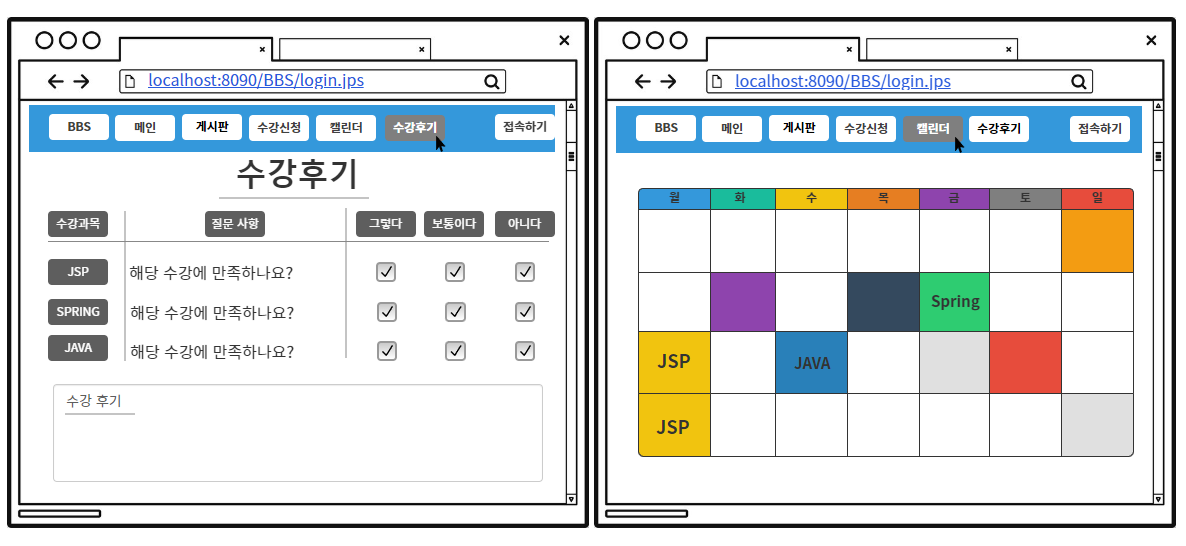 localhost:8090/BBS/login.jps
BBS 메인 게시판 수강신청 캘린더 수강후기 접속하기
수강후기
수강과목 질문 사항 그렇다 보통이다 아니다
JSP 해당 수강에 만족하나요?
SPRING 해당 수강에 만족하나요?
JAVA 해당 수강에 만족하나요?
수강 후기
localhost:8090/BBS/login.jps
BBS 메인 게시판 수강신청 캘린더 수강후기 접속하기
월 화 수 목 금 토 일
Spring
JSP JAVA
JSP